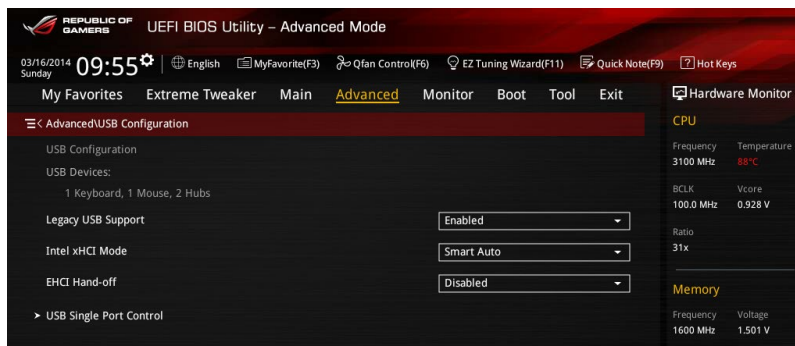 REPUBLIC OF
GAMERS
UEFI BIOS Utility – Advanced Mode
03/16/2014
Sunday
09:55
English
MyFavorite(F3)
Qfan Control(F6)
EZ Tuning Wizard(F11)
Quick Note(F9)
? Hot Keys
My Favorites Extreme Tweaker Main Advanced Monitor Boot Tool Exit
Hardware Monitor
< Advanced\USB Configuration
USB Configuration
USB Devices:
1 Keyboard, 1 Mouse, 2 Hubs
Legacy USB Support Enabled
Intel xHCI Mode Smart Auto
EHCI Hand-off Disabled
> USB Single Port Control
CPU
Frequency Temperature
3100 MHz 88°C
BCLK Vcore
100.0 MHz 0.928 V
Ratio
31x
Memory
Frequency Voltage
1600 MHz 1.501 V